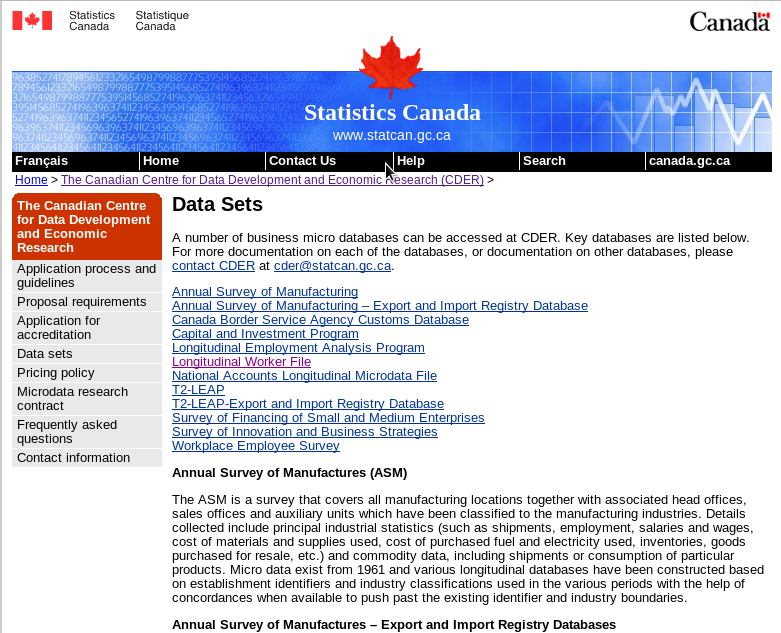 Statistics Canada Statistique Canada Canada
Statistics Canada
www.statcan.gc.ca
Français Home Contact Us Help Search canada.gc.ca
Home > The Canadian Centre for Data Development and Economic Research (CDER) >
The Canadian Centre
for Data Development
and Economic
Research
Application process and
guidelines
Proposal requirements
Application for
accreditation
Data sets
Pricing policy
Microdata research
contract
Frequently asked
questions
Contact information
Data Sets
A number of business micro databases can be accessed at CDER. Key databases are listed below.
For more documentation on each of the databases, or documentation on other databases, please
contact CDER at cder@statcan.gc.ca.
Annual Survey of Manufacturing
Annual Survey of Manufacturing – Export and Import Registry Database
Canada Border Service Agency Customs Database
Capital and Investment Program
Longitudinal Employment Analysis Program
Longitudinal Worker File
National Accounts Longitudinal Microdata File
T2-LEAP
T2-LEAP-Export and Import Registry Database
Survey of Financing of Small and Medium Enterprises
Survey of Innovation and Business Strategies
Workplace Employee Survey
Annual Survey of Manufactures (ASM)
The ASM is a survey that covers all manufacturing locations together with associated head offices,
sales offices and auxiliary units which have been classified to the manufacturing industries. Details
collected include principal industrial statistics (such as shipments, employment, salaries and wages,
cost of materials and supplies used, cost of purchased fuel and electricity used, inventories, goods
purchased for resale, etc.) and commodity data, including shipments or consumption of particular
products. Micro data exist from 1961 and various longitudinal databases have been constructed based
on establishment identifiers and industry classifications used in the various periods with the help of
concordances when available to push past the existing identifier and industry boundaries.
Annual Survey of Manufactures – Export and Import Registry Databases